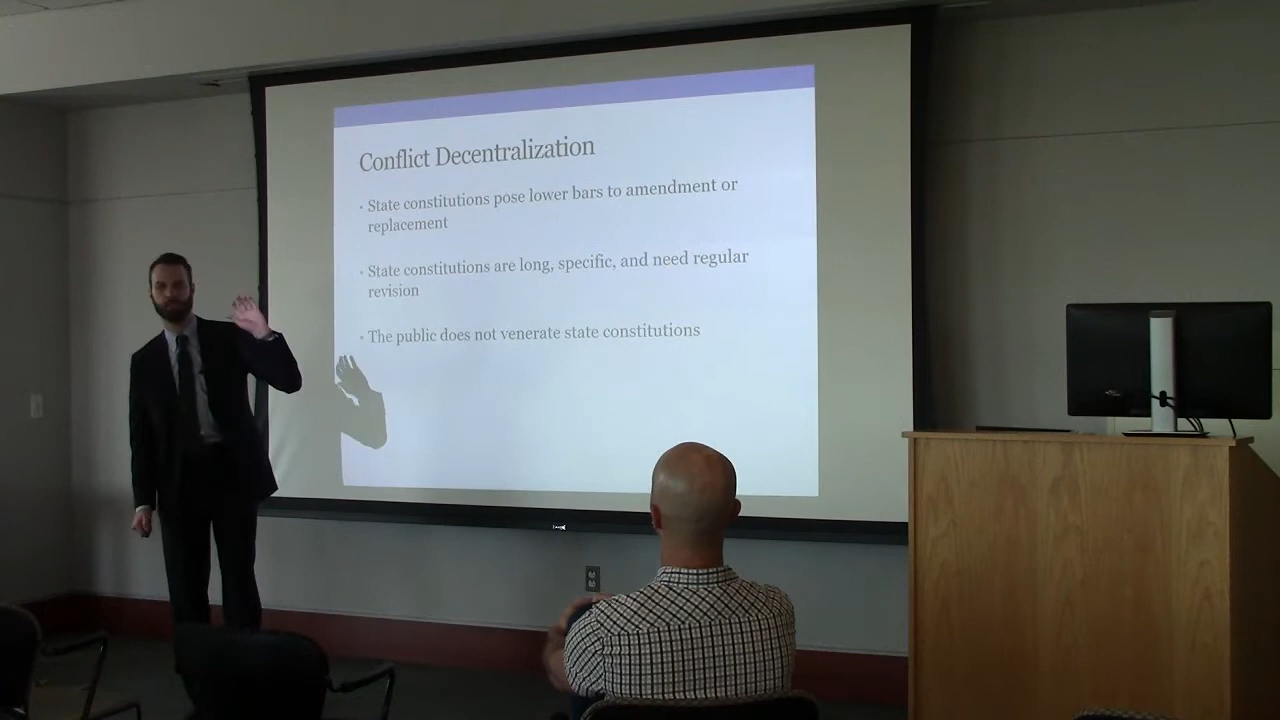 Conflict Decentralization
• State constitutions pose lower bars to amendment or
replacement
• State constitutions are long, specific, and need regular
revision
• The public does not venerate state constitutions